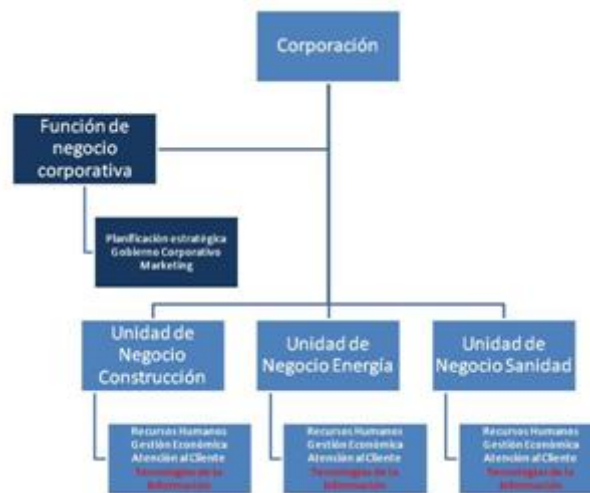 Corporación
Función de
negocio
corporativa
Planificación estratégica
Gobierno Corporativo
Marketing
Unidad de
Negocio
Construcción
Unidad de
Negocio Energía
Unidad de
Negocio Sanidad
Recursos Humanos
Gestión Económica
Atención al Cliente
Tecnologías de la
Información
Recursos Humanos
Gestión Económica
Atención al Cliente
Tecnologías de la
Información
Recursos Humanos
Gestión Económica
Atención al Cliente
Tecnologías de la
Información